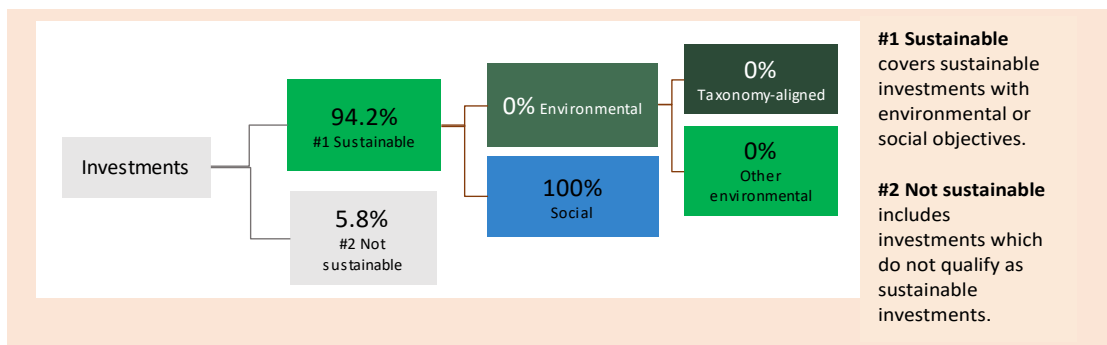 Investments
94.2%
#1 Sustainable
5.8%
#2 Not
sustainable
0% Environmental
100%
Social
0%
Taxonomy-aligned
0%
Other
environmental
#1 Sustainable
covers sustainable
investments with
environmental or
social objectives.
#2 Not sustainable
includes
investments which
do not qualify as
sustainable
investments.